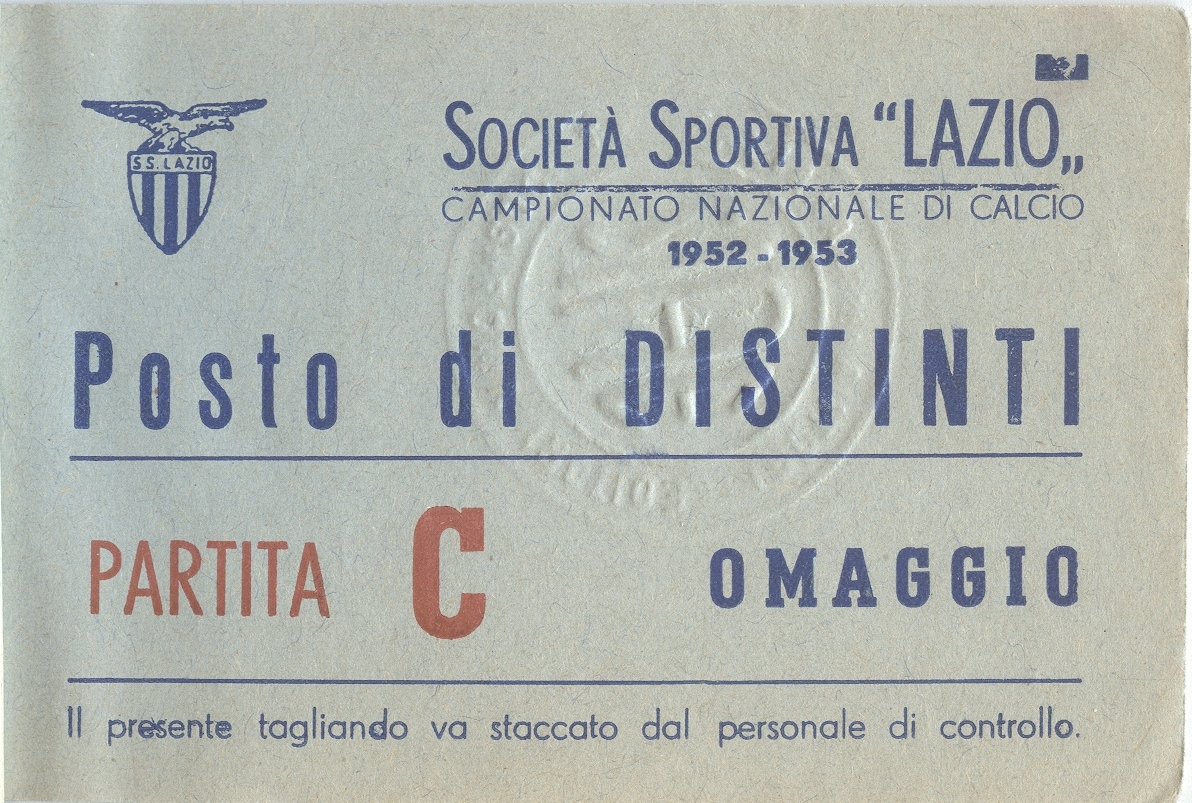 S.S. LAZIO
SOCIETÀ SPORTIVA "LAZIO„
CAMPIONATO NAZIONALE DI CALCIO
1952 - 1953
Posto di DISTINTI
PARTITA C OMAGGIO
Il presente tagliando va staccato dal personale di controllo.